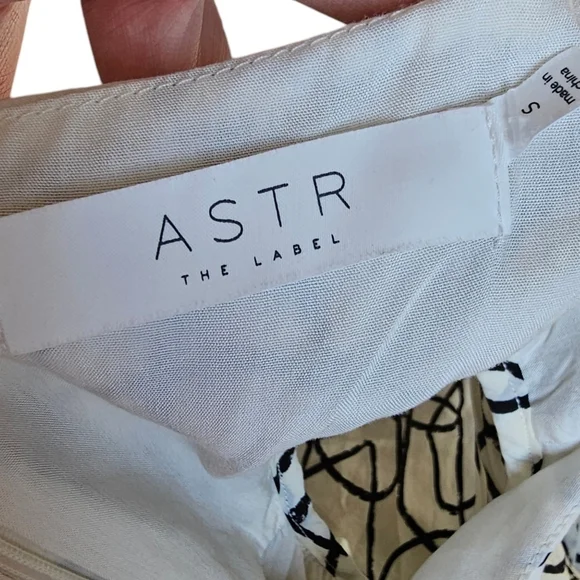 ASTR
THE LABEL
S
made in
china